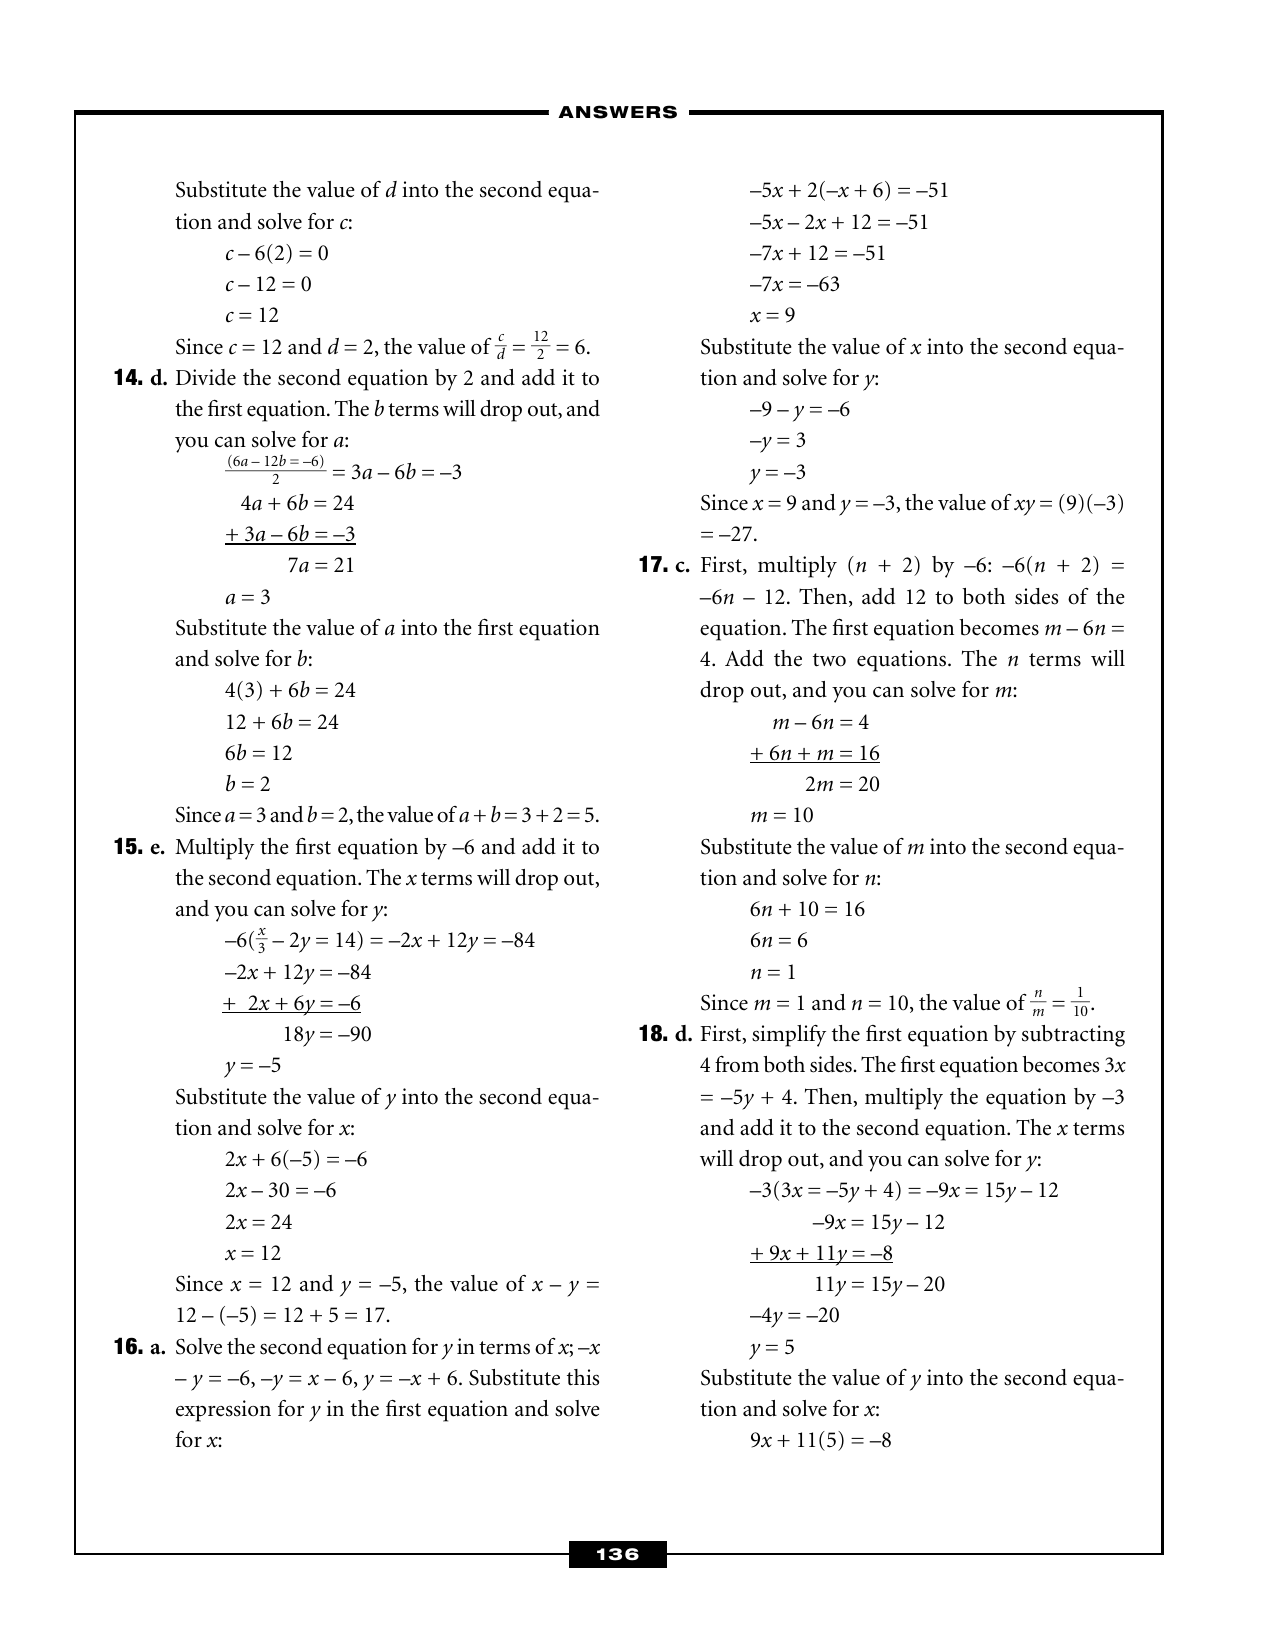 ANSWERS
Substitute the value of d into the second equa-
tion and solve for c:
c – 6(2) = 0
c – 12 = 0
c = 12
Since c = 12 and d = 2, the value of c/d = 12/2 = 6.
14. d. Divide the second equation by 2 and add it to
the first equation. The b terms will drop out, and
you can solve for a:
(6a – 12b = –6)/2 = 3a – 6b = –3
4a + 6b = 24
+ 3a – 6b = –3
7a = 21
a = 3
Substitute the value of a into the first equation
and solve for b:
4(3) + 6b = 24
12 + 6b = 24
6b = 12
b = 2
Since a = 3 and b = 2, the value of a + b = 3 + 2 = 5.
15. e. Multiply the first equation by –6 and add it to
the second equation. The x terms will drop out,
and you can solve for y:
–6(x/3 – 2y = 14) = –2x + 12y = –84
–2x + 12y = –84
+ 2x + 6y = –6
18y = –90
y = –5
Substitute the value of y into the second equa-
tion and solve for x:
2x + 6(–5) = –6
2x – 30 = –6
2x = 24
x = 12
Since x = 12 and y = –5, the value of x – y =
12 – (–5) = 12 + 5 = 17.
16. a. Solve the second equation for y in terms of x; –x
– y = –6, –y = x – 6, y = –x + 6. Substitute this
expression for y in the first equation and solve
for x:
–5x + 2(–x + 6) = –51
–5x – 2x + 12 = –51
–7x + 12 = –51
–7x = –63
x = 9
Substitute the value of x into the second equa-
tion and solve for y:
–9 – y = –6
–y = 3
y = –3
Since x = 9 and y = –3, the value of xy = (9)(–3)
= –27.
17. c. First, multiply (n + 2) by –6: –6(n + 2) =
–6n – 12. Then, add 12 to both sides of the
equation. The first equation becomes m – 6n =
4. Add the two equations. The n terms will
drop out, and you can solve for m:
m – 6n = 4
+ 6n + m = 16
2m = 20
m = 10
Substitute the value of m into the second equa-
tion and solve for n:
6n + 10 = 16
6n = 6
n = 1
Since m = 1 and n = 10, the value of n/m = 1/10.
18. d. First, simplify the first equation by subtracting
4 from both sides. The first equation becomes 3x
= –5y + 4. Then, multiply the equation by –3
and add it to the second equation. The x terms
will drop out, and you can solve for y:
–3(3x = –5y + 4) = –9x = 15y – 12
–9x = 15y – 12
+ 9x + 11y = –8
11y = 15y – 20
–4y = –20
y = 5
Substitute the value of y into the second equa-
tion and solve for x:
9x + 11(5) = –8
136